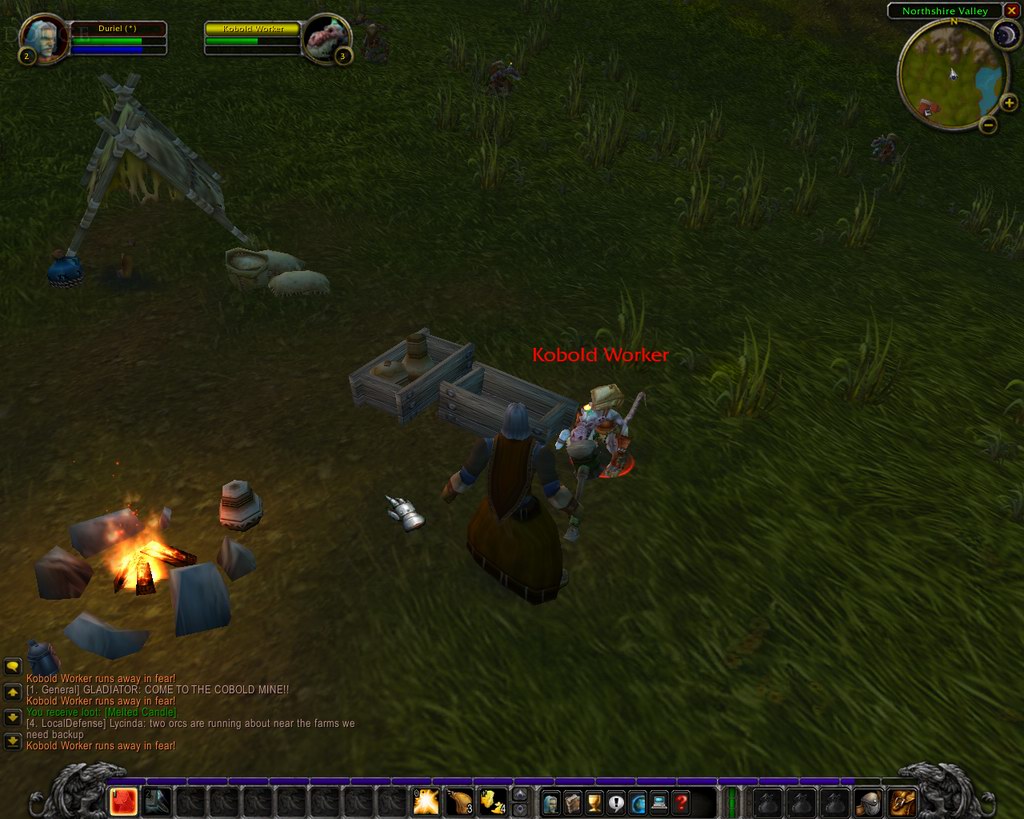 Duriel (*)
2
Kobold Worker
3
Northshire Valley
N
Kobold Worker
Kobold Worker runs away in fear!
[1. General] GLADIATOR: COME TO THE COBOLD MINE!!
Kobold Worker runs away in fear!
You receive loot: [Melted Candle]
[4. LocalDefense] Lycinda: two orcs are running about near the farms we
need backup
Kobold Worker runs away in fear!
3
4